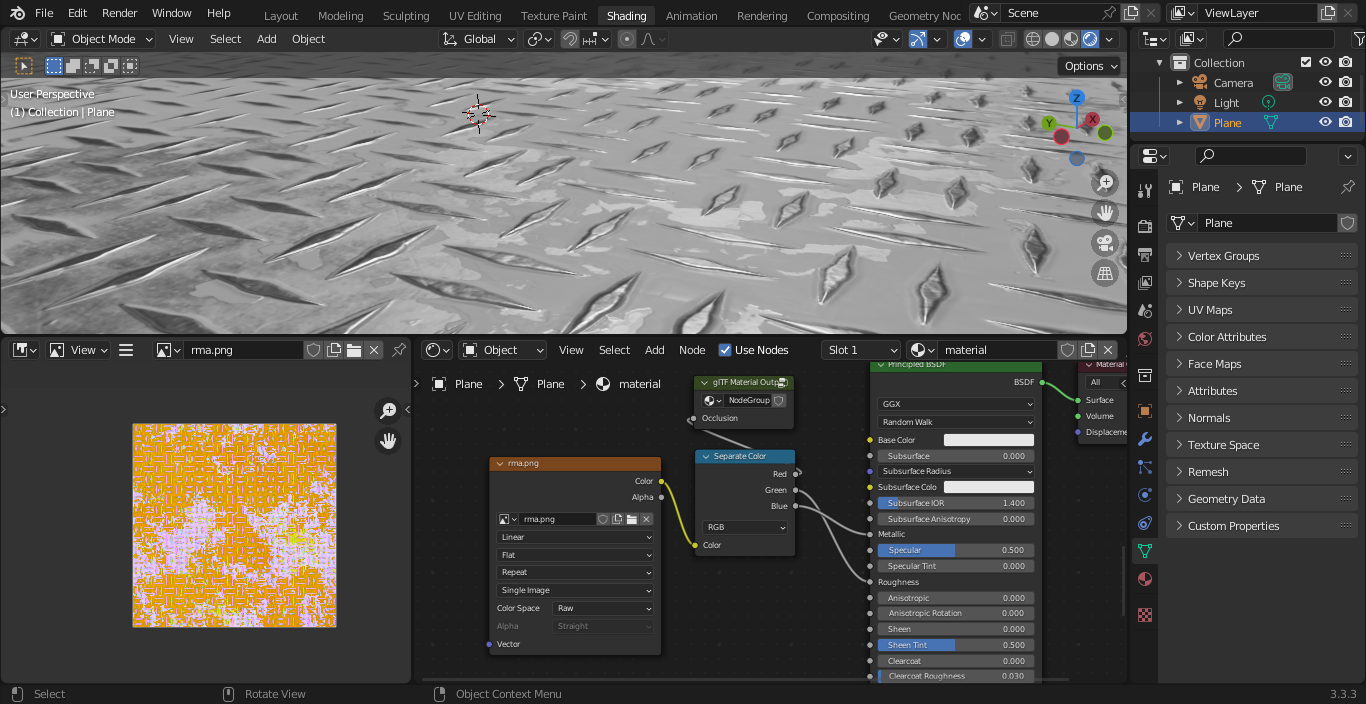 File Edit Render Window Help Layout Modeling Sculpting UV Editing Texture Paint Shading Animation Rendering Compositing Geometry Noc Scene ViewLayer
Object Mode View Select Add Object Global
Options
User Perspective
(1) Collection | Plane
Z
Y
X
Collection
Camera
Light
Plane
Plane > Plane
Plane
Vertex Groups
Shape Keys
UV Maps
Color Attributes
Face Maps
Attributes
Normals
Texture Space
Remesh
Geometry Data
Custom Properties
View rma.png
Object View Select Add Node Use Nodes Slot 1 material
Plane > Plane > material
glTF Material Outp
NodeGroup
Occlusion
rma.png
Color
Alpha
rma.png
Linear
Flat
Repeat
Single Image
Color Space Raw
Alpha Straight
Vector
Separate Color
Red
Green
Blue
RGB
Color
Principled BSDF
BSDF
GGX
Random Walk
Base Color
Subsurface 0.000
Subsurface Radius
Subsurface Colo
Subsurface IOR 1.400
Subsurface Anisotropy 0.000
Metallic
Specular 0.500
Specular Tint 0.000
Roughness
Anisotropic 0.000
Anisotropic Rotation 0.000
Sheen 0.000
Sheen Tint 0.500
Clearcoat 0.000
Clearcoat Roughness 0.030
Material
All
Surface
Volume
Displaceme
Select Rotate View Object Context Menu 3.3.3